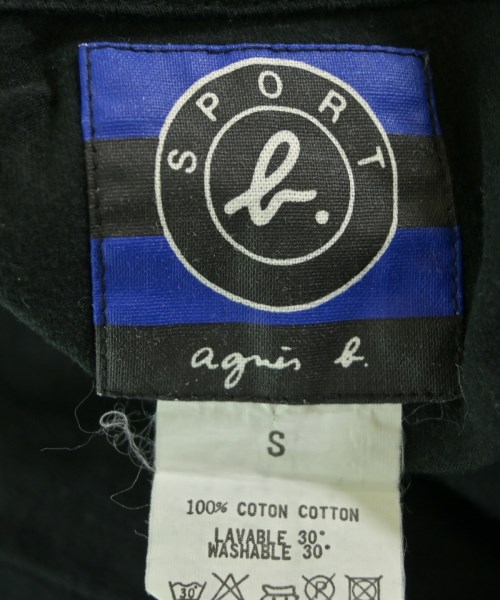 SPORT
b.
agnès b.
S
100% COTON COTTON
LAVABLE 30°
WASHABLE 30°
30°
P